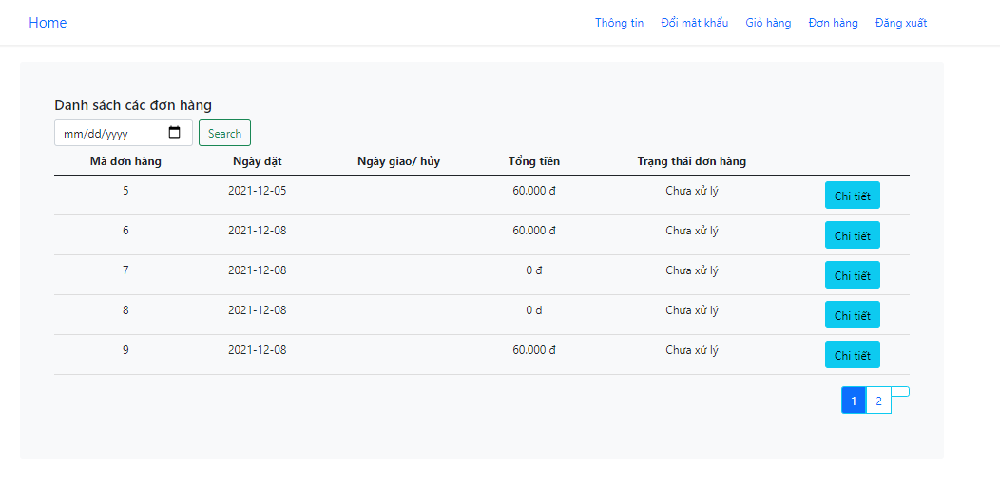 Home Thông tin Đổi mật khẩu Giỏ hàng Đơn hàng Đăng xuất
Danh sách các đơn hàng
mm/dd/yyyy Search
Mã đơn hàng Ngày đặt Ngày giao/ hủy Tổng tiền Trạng thái đơn hàng
5 2021-12-05 60.000 đ Chưa xử lý Chi tiết
6 2021-12-08 60.000 đ Chưa xử lý Chi tiết
7 2021-12-08 0 đ Chưa xử lý Chi tiết
8 2021-12-08 0 đ Chưa xử lý Chi tiết
9 2021-12-08 60.000 đ Chưa xử lý Chi tiết
1 2